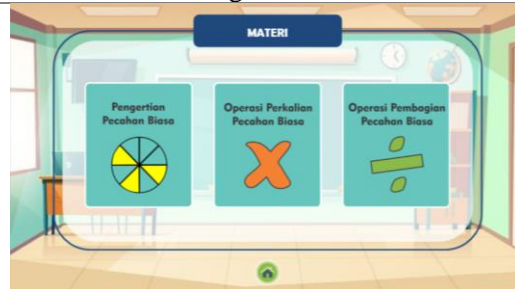 MATERI
Pengertian
Pecahan Biasa
Operasi Perkalian
Pecahan Biasa
Operasi Pembagian
Pecahan Biasa